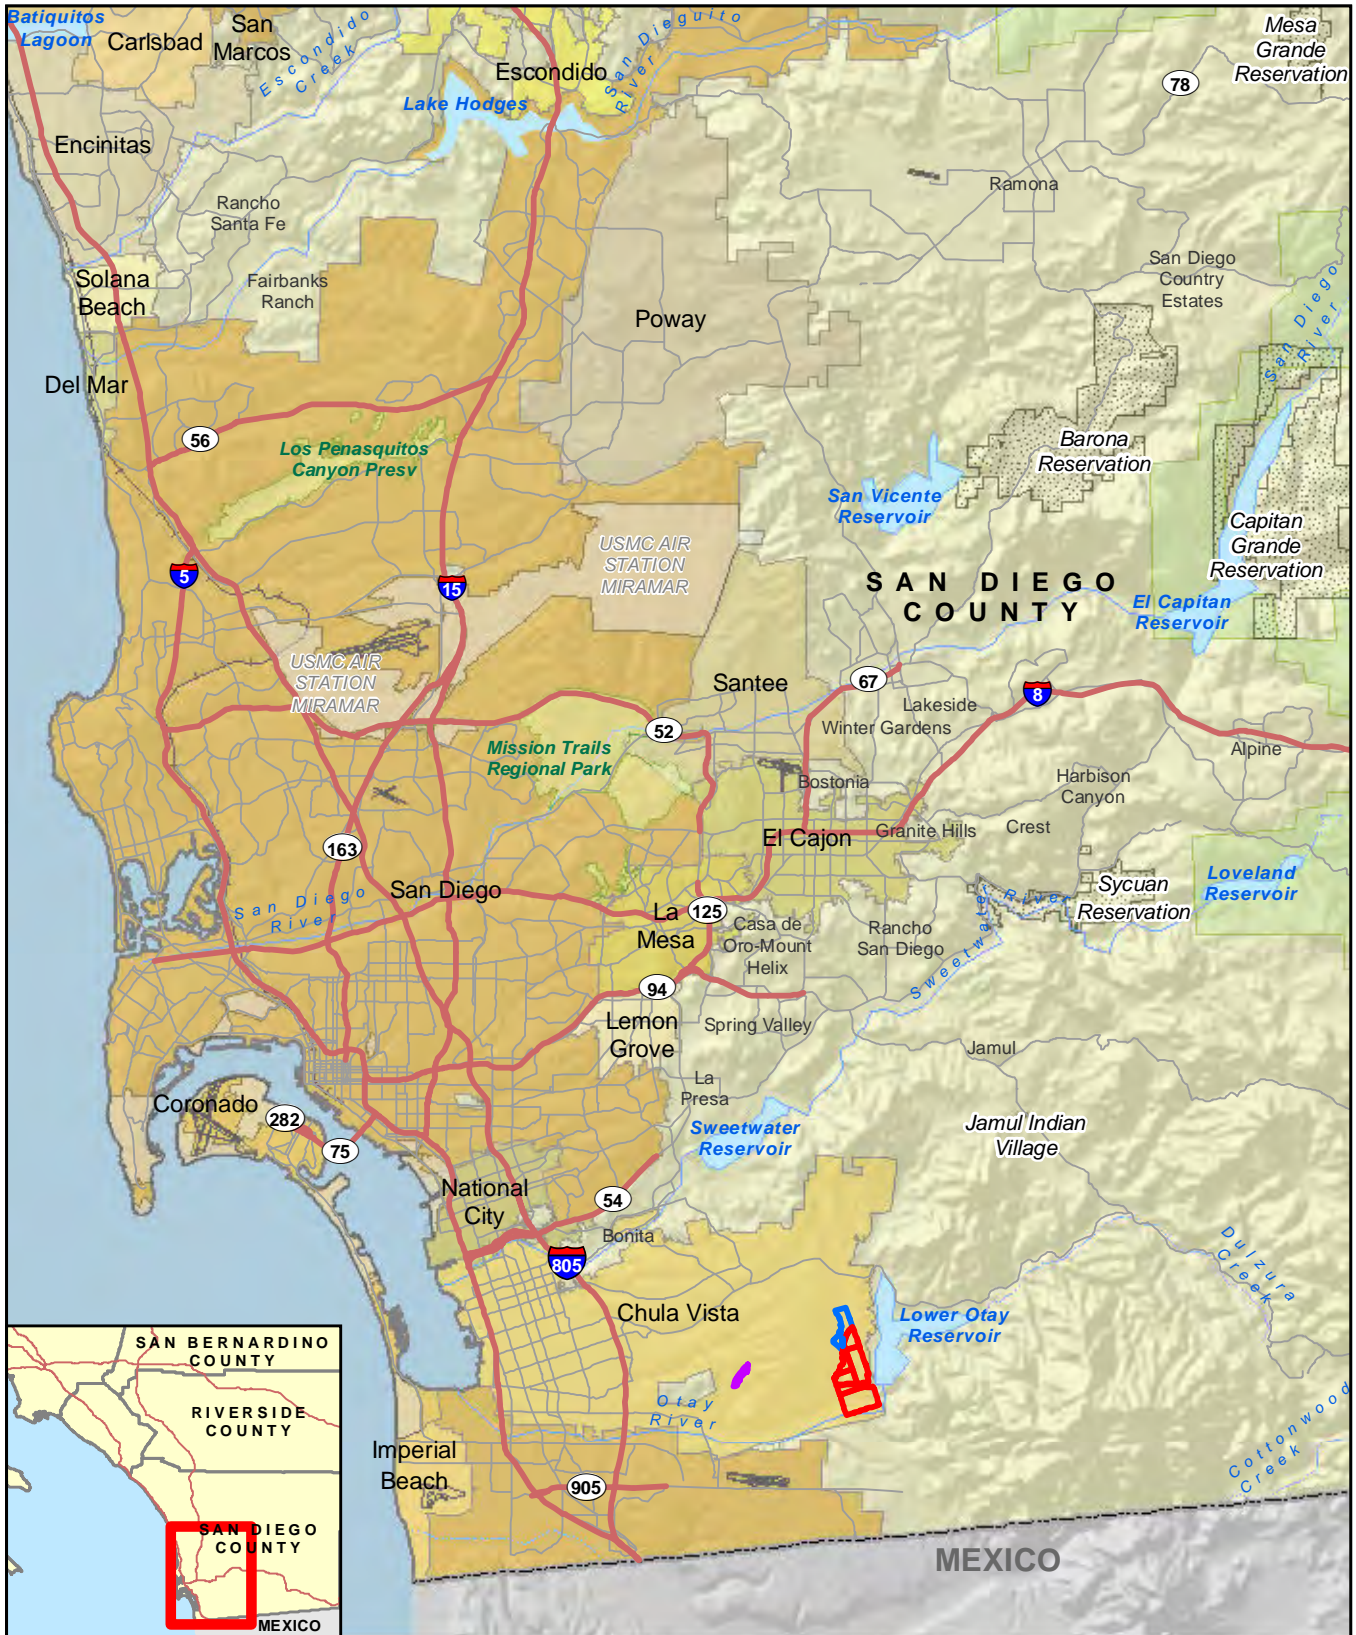 Batiquitos
Lagoon
Carlsbad
San
Marcos
Escondido
Creek
Escondido
San Dieguito
River
Mesa
Grande
Reservation
78
Lake Hodges
Encinitas
Ramona
Rancho
Santa Fe
Solana
Beach
Fairbanks
Ranch
San Diego
Country
Estates
San Diego
River
Poway
Del Mar
56
Los Penasquitos
Canyon Presv
Barona
Reservation
San Vicente
Reservoir
Capitan
Grande
Reservation
USMC AIR
STATION
MIRAMAR
5
15
SAN DIEGO
COUNTY
El Capitan
Reservoir
USMC AIR
STATION
MIRAMAR
Santee
67
8
Lakeside
Winter Gardens
52
Mission Trails
Regional Park
Alpine
Bostonia
Harbison
Canyon
163
El Cajon
Granite Hills
Crest
San Diego
Loveland
Reservoir
San Diego
River
La
Mesa
125
Casa de
Oro-Mount
Helix
Rancho
San Diego
Sweetwater
River
Sycuan
Reservation
94
Lemon
Grove
Spring Valley
Jamul
La
Presa
Coronado
282
75
Sweetwater
Reservoir
Jamul Indian
Village
National
City
54
Bonita
805
Dulzura
Creek
Chula Vista
Lower Otay
Reservoir
Otay
River
Imperial
Beach
905
Cottonwood
Creek
MEXICO
SAN BERNARDINO
COUNTY
RIVERSIDE
COUNTY
SAN DIEGO
COUNTY
MEXICO